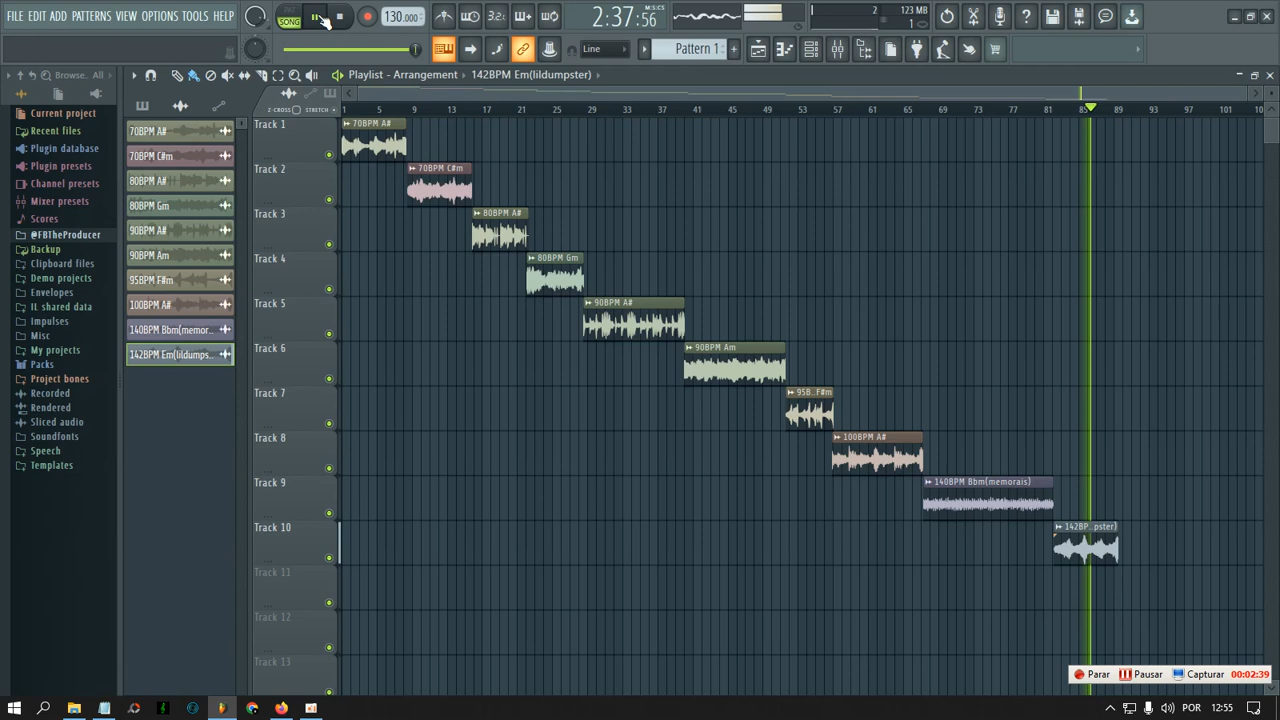 FILE EDIT ADD PATTERNS VIEW OPTIONS TOOLS HELP
PAT
SONG
130.000
3.2:
2:37:56
M:S:CS
2
123 MB
1
Line
Pattern 1
Browse.. All
Playlist - Arrangement
142BPM Em(lildumpster)
Z-CROSS
STRETCH
1 5 9 13 17 21 25 29 33 37 41 45 49 53 57 61 65 69 73 77 81 85 89 93 97 101
Current project
Recent files
Plugin database
Plugin presets
Channel presets
Mixer presets
Scores
@FBTheProducer
Backup
Clipboard files
Demo projects
Envelopes
IL shared data
Impulses
Misc
My projects
Packs
Project bones
Recorded
Rendered
Sliced audio
Soundfonts
Speech
Templates
70BPM A#
70BPM C#m
80BPM A#
80BPM Gm
90BPM A#
90BPM Am
95BPM F#m
100BPM A#
140BPM Bbm(memor..
142BPM Em(lildumps..
Track 1
70BPM A#
Track 2
70BPM C#m
Track 3
80BPM A#
Track 4
80BPM Gm
Track 5
90BPM A#
Track 6
90BPM Am
Track 7
95B..F#m
Track 8
100BPM A#
Track 9
140BPM Bbm(memorais)
Track 10
142BP..pster)
Track 11
Track 12
Track 13
Parar
Pausar
Capturar
00:02:39
POR
12:55